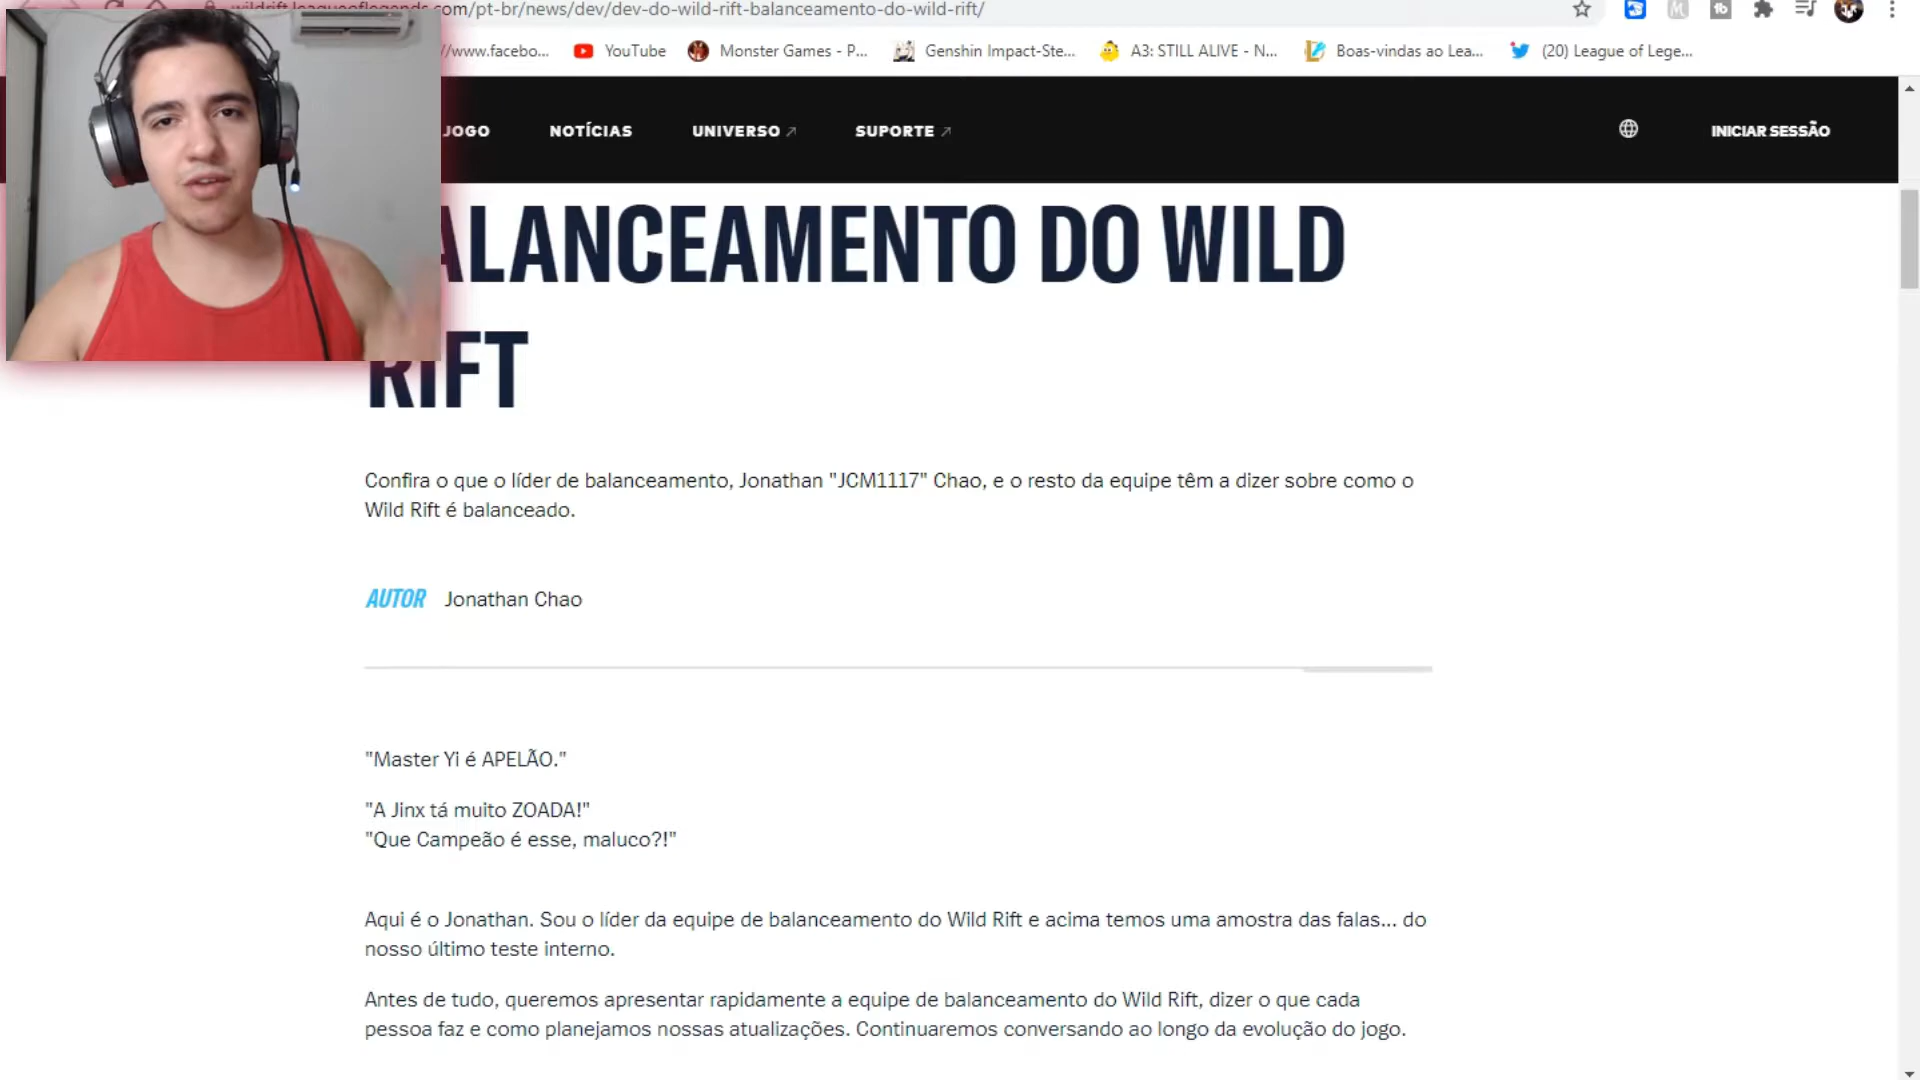 wildrift.leagueoflegends.com/pt-br/news/dev/dev-do-wild-rift-balanceamento-do-wild-rift/
//www.facebo... YouTube Monster Games - P... Genshin Impact-Ste... A3: STILL ALIVE - N... Boas-vindas ao Lea... (20) League of Lege...
JOGO NOTÍCIAS UNIVERSO SUPORTE INICIAR SESSÃO
ALANCEAMENTO DO WILD
RIFT
Confira o que o líder de balanceamento, Jonathan "JCM1117" Chao, e o resto da equipe têm a dizer sobre como o
Wild Rift é balanceado.
AUTOR Jonathan Chao
"Master Yi é APELÃO."
"A Jinx tá muito ZOADA!"
"Que Campeão é esse, maluco?!"
Aqui é o Jonathan. Sou o líder da equipe de balanceamento do Wild Rift e acima temos uma amostra das falas... do
nosso último teste interno.
Antes de tudo, queremos apresentar rapidamente a equipe de balanceamento do Wild Rift, dizer o que cada
pessoa faz e como planejamos nossas atualizações. Continuaremos conversando ao longo da evolução do jogo.